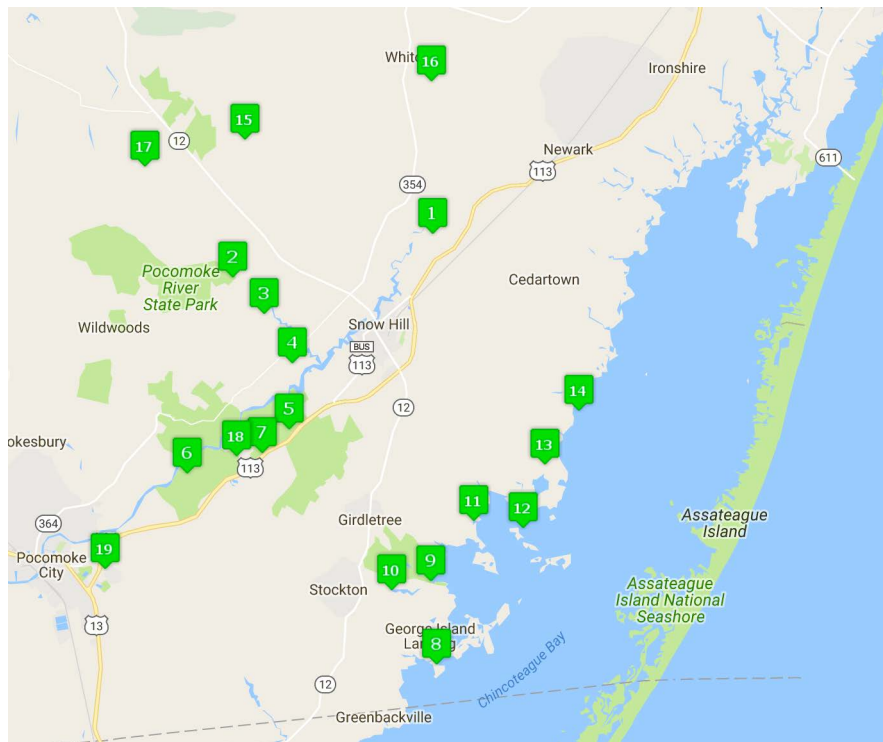 White
16
Ironshire
15
12
17
Newark
113
611
354
1
2
Pocomoke
River
State Park
3
Cedartown
Wildwoods
Snow Hill
4
BUS
113
14
5
12
18
7
13
okesbury
6
113
11
12
Assateague
Island
364
Girdletree
19
Pocomoke
City
9
10
Stockton
Assateague
Island National
Seashore
13
George Island
Landing
8
Chincoteague Bay
12
Greenbackville